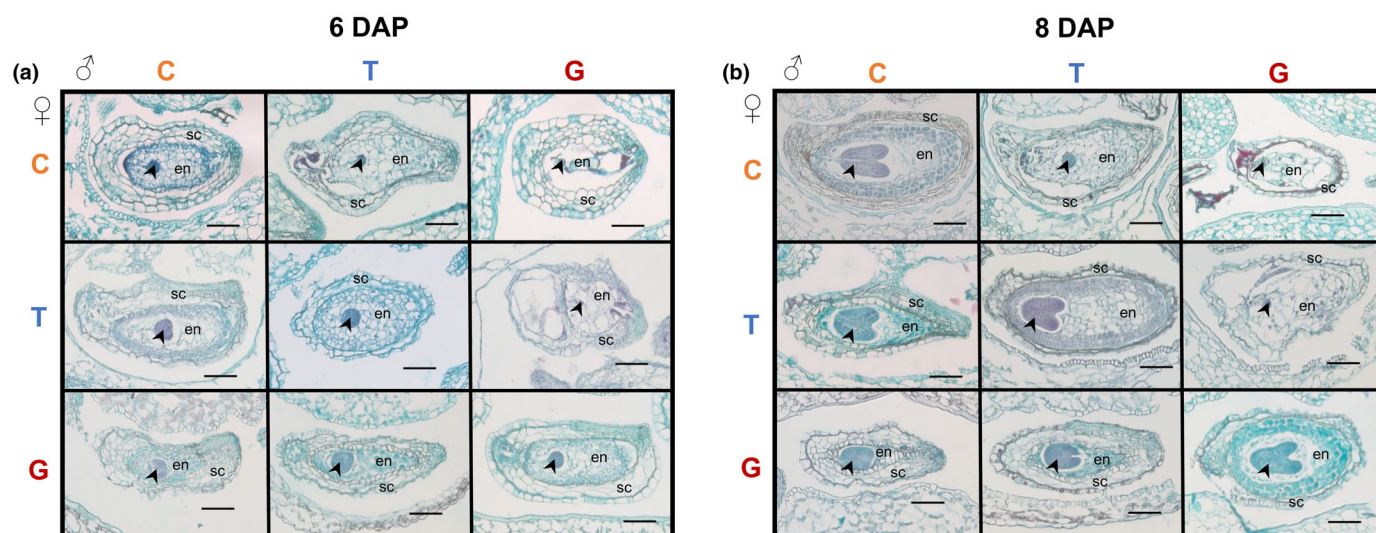 6 DAP
8 DAP
(a) ♂ C T G
(b) ♂ C T G
♀
♀
sc sc
C en en en C en en en
sc sc sc sc
sc sc sc sc
T en en en T en en en
sc
en en en en en en
G sc G sc
sc sc sc sc